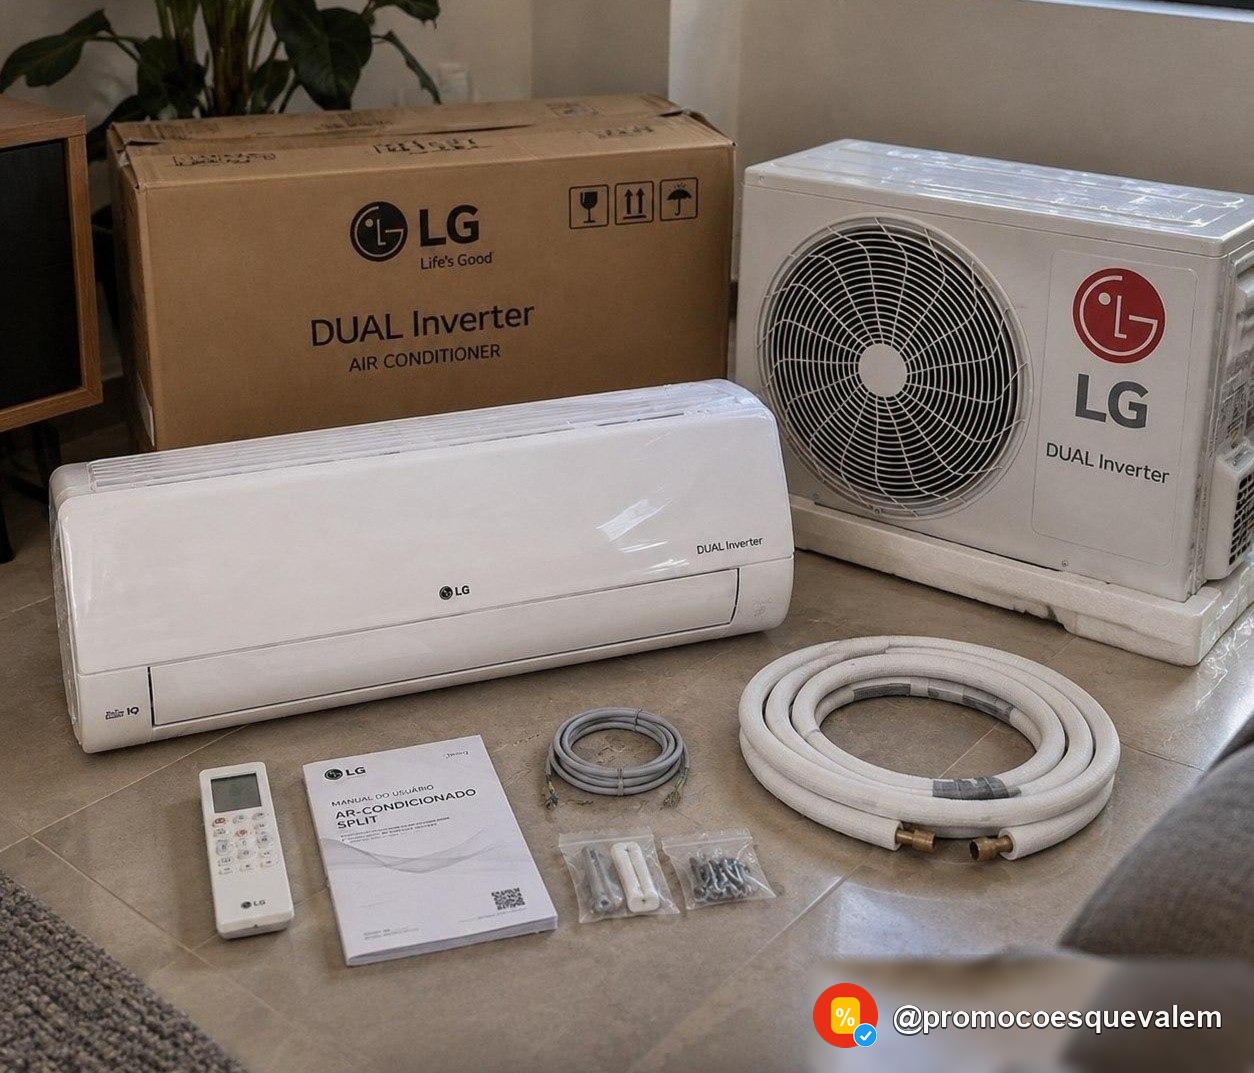 LG
Life's Good
DUAL Inverter
AIR CONDITIONER
LG
DUAL Inverter
DUAL Inverter
LG
IQ
LG
MANUAL DO USUÁRIO
AR-CONDICIONADO
SPLIT
LG
%
@promocoesquevalem